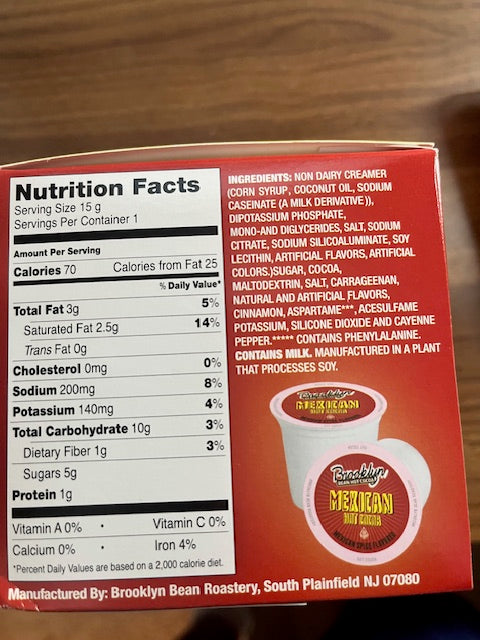 Nutrition Facts
Serving Size 15 g
Servings Per Container 1
Amount Per Serving
Calories 70 Calories from Fat 25
% Daily Value*
Total Fat 3g 5%
Saturated Fat 2.5g 14%
Trans Fat 0g
Cholesterol 0mg 0%
Sodium 200mg 8%
Potassium 140mg 4%
Total Carbohydrate 10g 3%
Dietary Fiber 1g 3%
Sugars 5g
Protein 1g
Vitamin A 0% • Vitamin C 0%
Calcium 0% • Iron 4%
*Percent Daily Values are based on a 2,000 calorie diet.
INGREDIENTS: NON DAIRY CREAMER
(CORN SYRUP, COCONUT OIL, SODIUM
CASEINATE (A MILK DERIVATIVE)),
DIPOTASSIUM PHOSPHATE,
MONO-AND DIGLYCERIDES, SALT, SODIUM
CITRATE, SODIUM SILICOALUMINATE, SOY
LECITHIN, ARTIFICIAL FLAVORS, ARTIFICIAL
COLORS.)SUGAR, COCOA,
MALTODEXTRIN, SALT, CARRAGEENAN,
NATURAL AND ARTIFICIAL FLAVORS,
CINNAMON, ASPARTAME***, ACESULFAME
POTASSIUM, SILICONE DIOXIDE AND CAYENNE
PEPPER.***** CONTAINS PHENYLALANINE.
CONTAINS MILK. MANUFACTURED IN A PLANT
THAT PROCESSES SOY.
Brooklyn
MEXICAN
HOT COCOA
Brooklyn
BEAN HOT COCOA
MEXICAN
HOT COCOA
MEXICAN SPICE FLAVORED
Manufactured By: Brooklyn Bean Roastery, South Plainfield NJ 07080